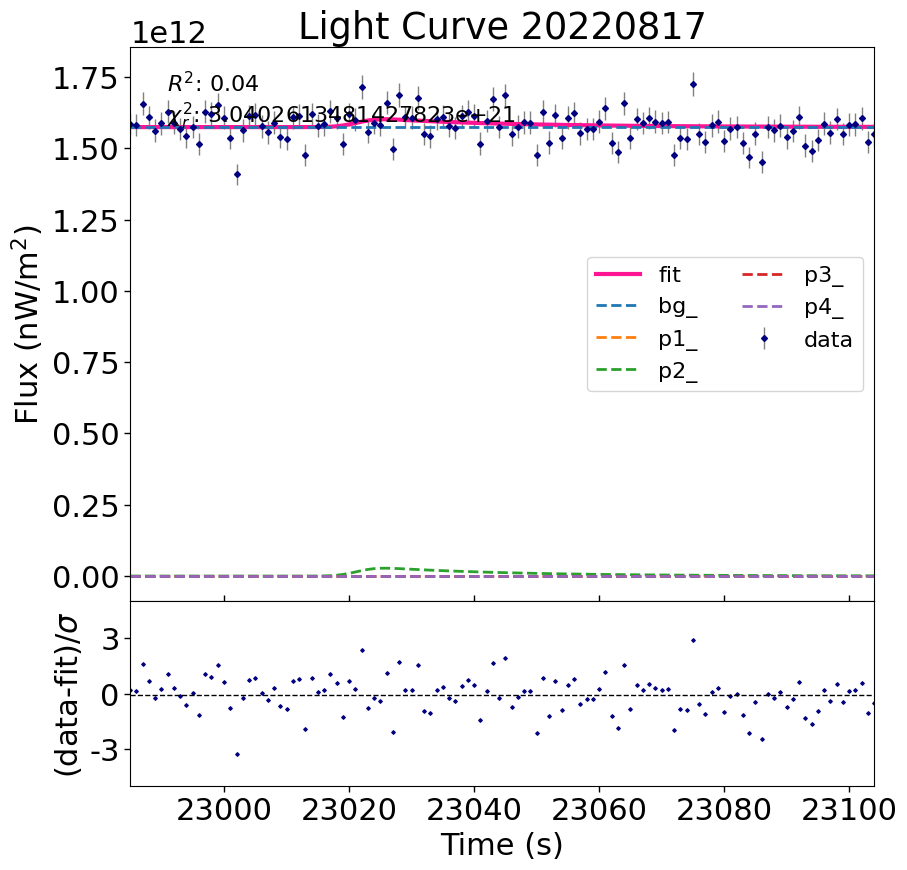 Light Curve 20220817
1e12
R²: 0.04
χ²ᵣ: 3.0402613481427823e+21
1.75
1.50
1.25
1.00
0.75
0.50
0.25
0.00
Flux (nW/m²)
fit
bg_
p1_
p2_
p3_
p4_
data
3
0
-3
(data-fit)/σ
23000
23020
23040
23060
23080
23100
Time (s)